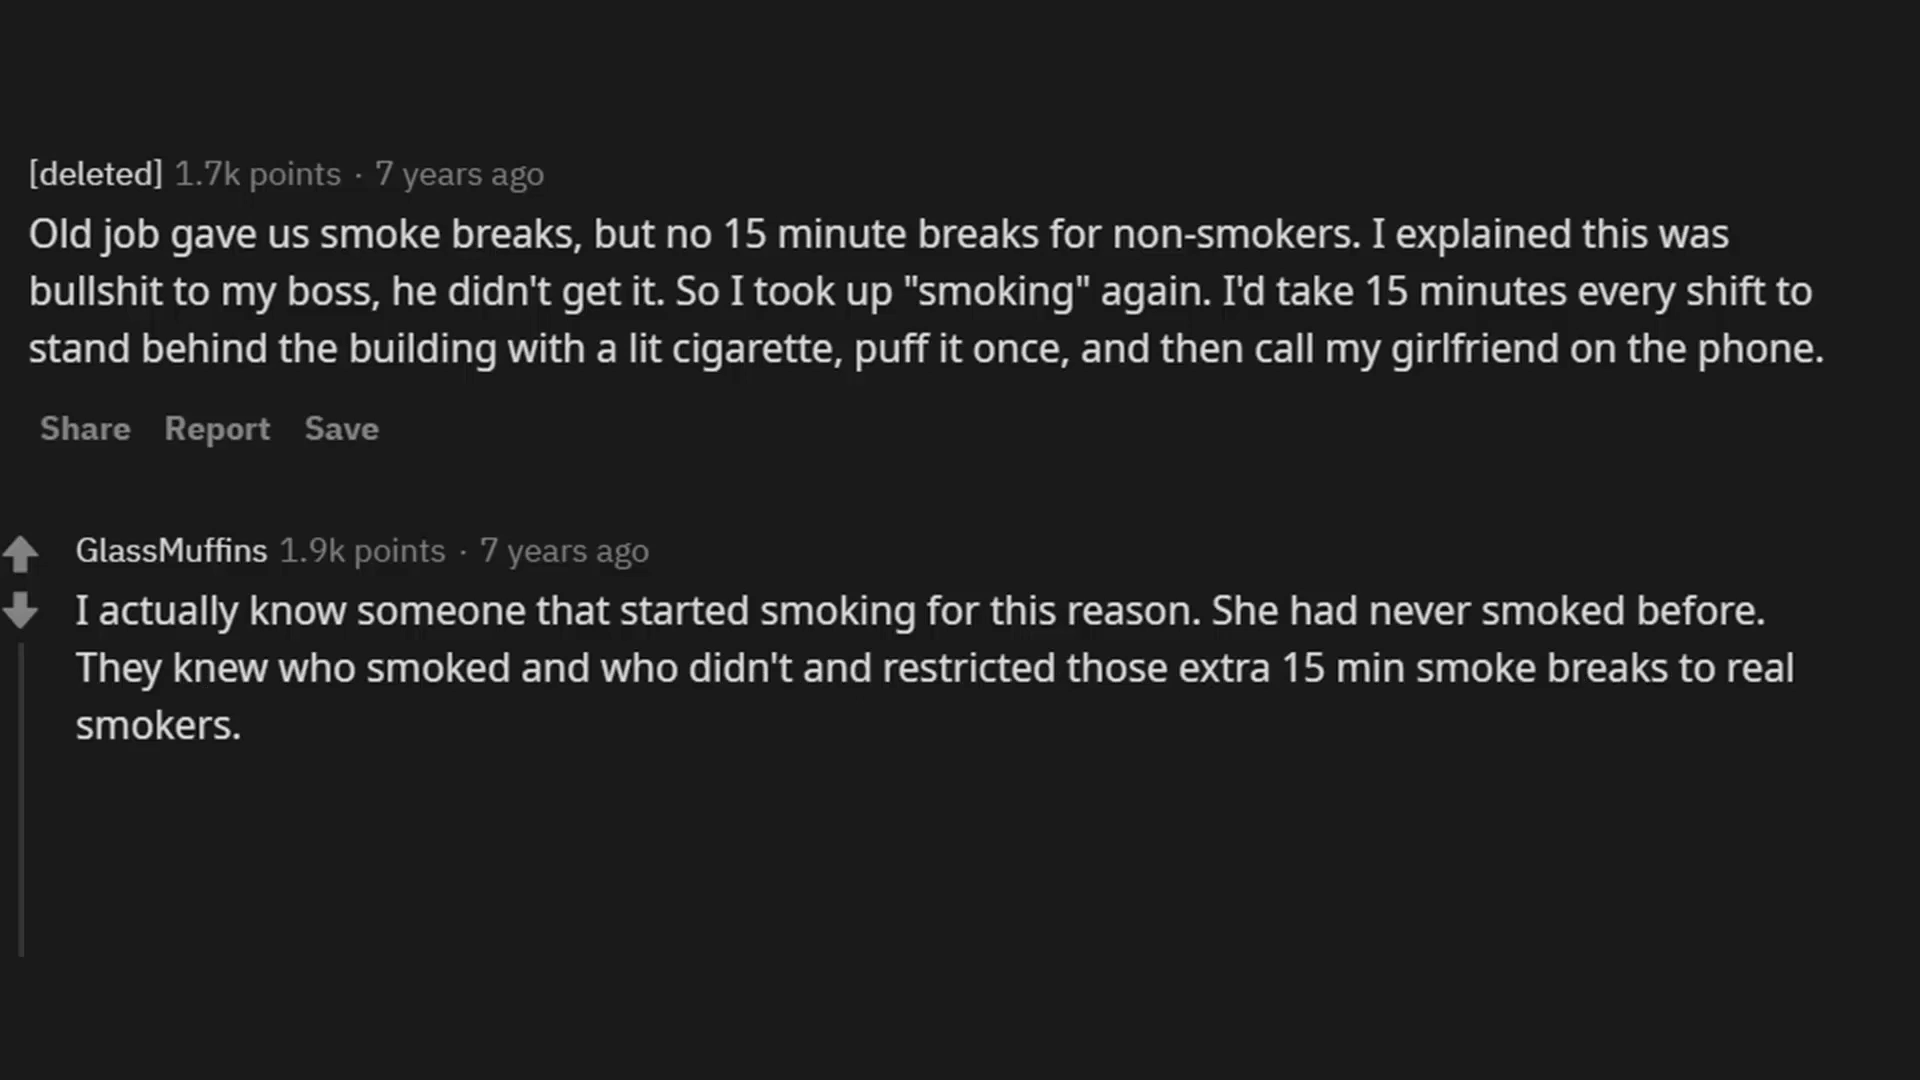 [deleted] 1.7k points · 7 years ago
Old job gave us smoke breaks, but no 15 minute breaks for non-smokers. I explained this was
bullshit to my boss, he didn't get it. So I took up "smoking" again. I'd take 15 minutes every shift to
stand behind the building with a lit cigarette, puff it once, and then call my girlfriend on the phone.
Share Report Save
GlassMuffins 1.9k points · 7 years ago
I actually know someone that started smoking for this reason. She had never smoked before.
They knew who smoked and who didn't and restricted those extra 15 min smoke breaks to real
smokers.